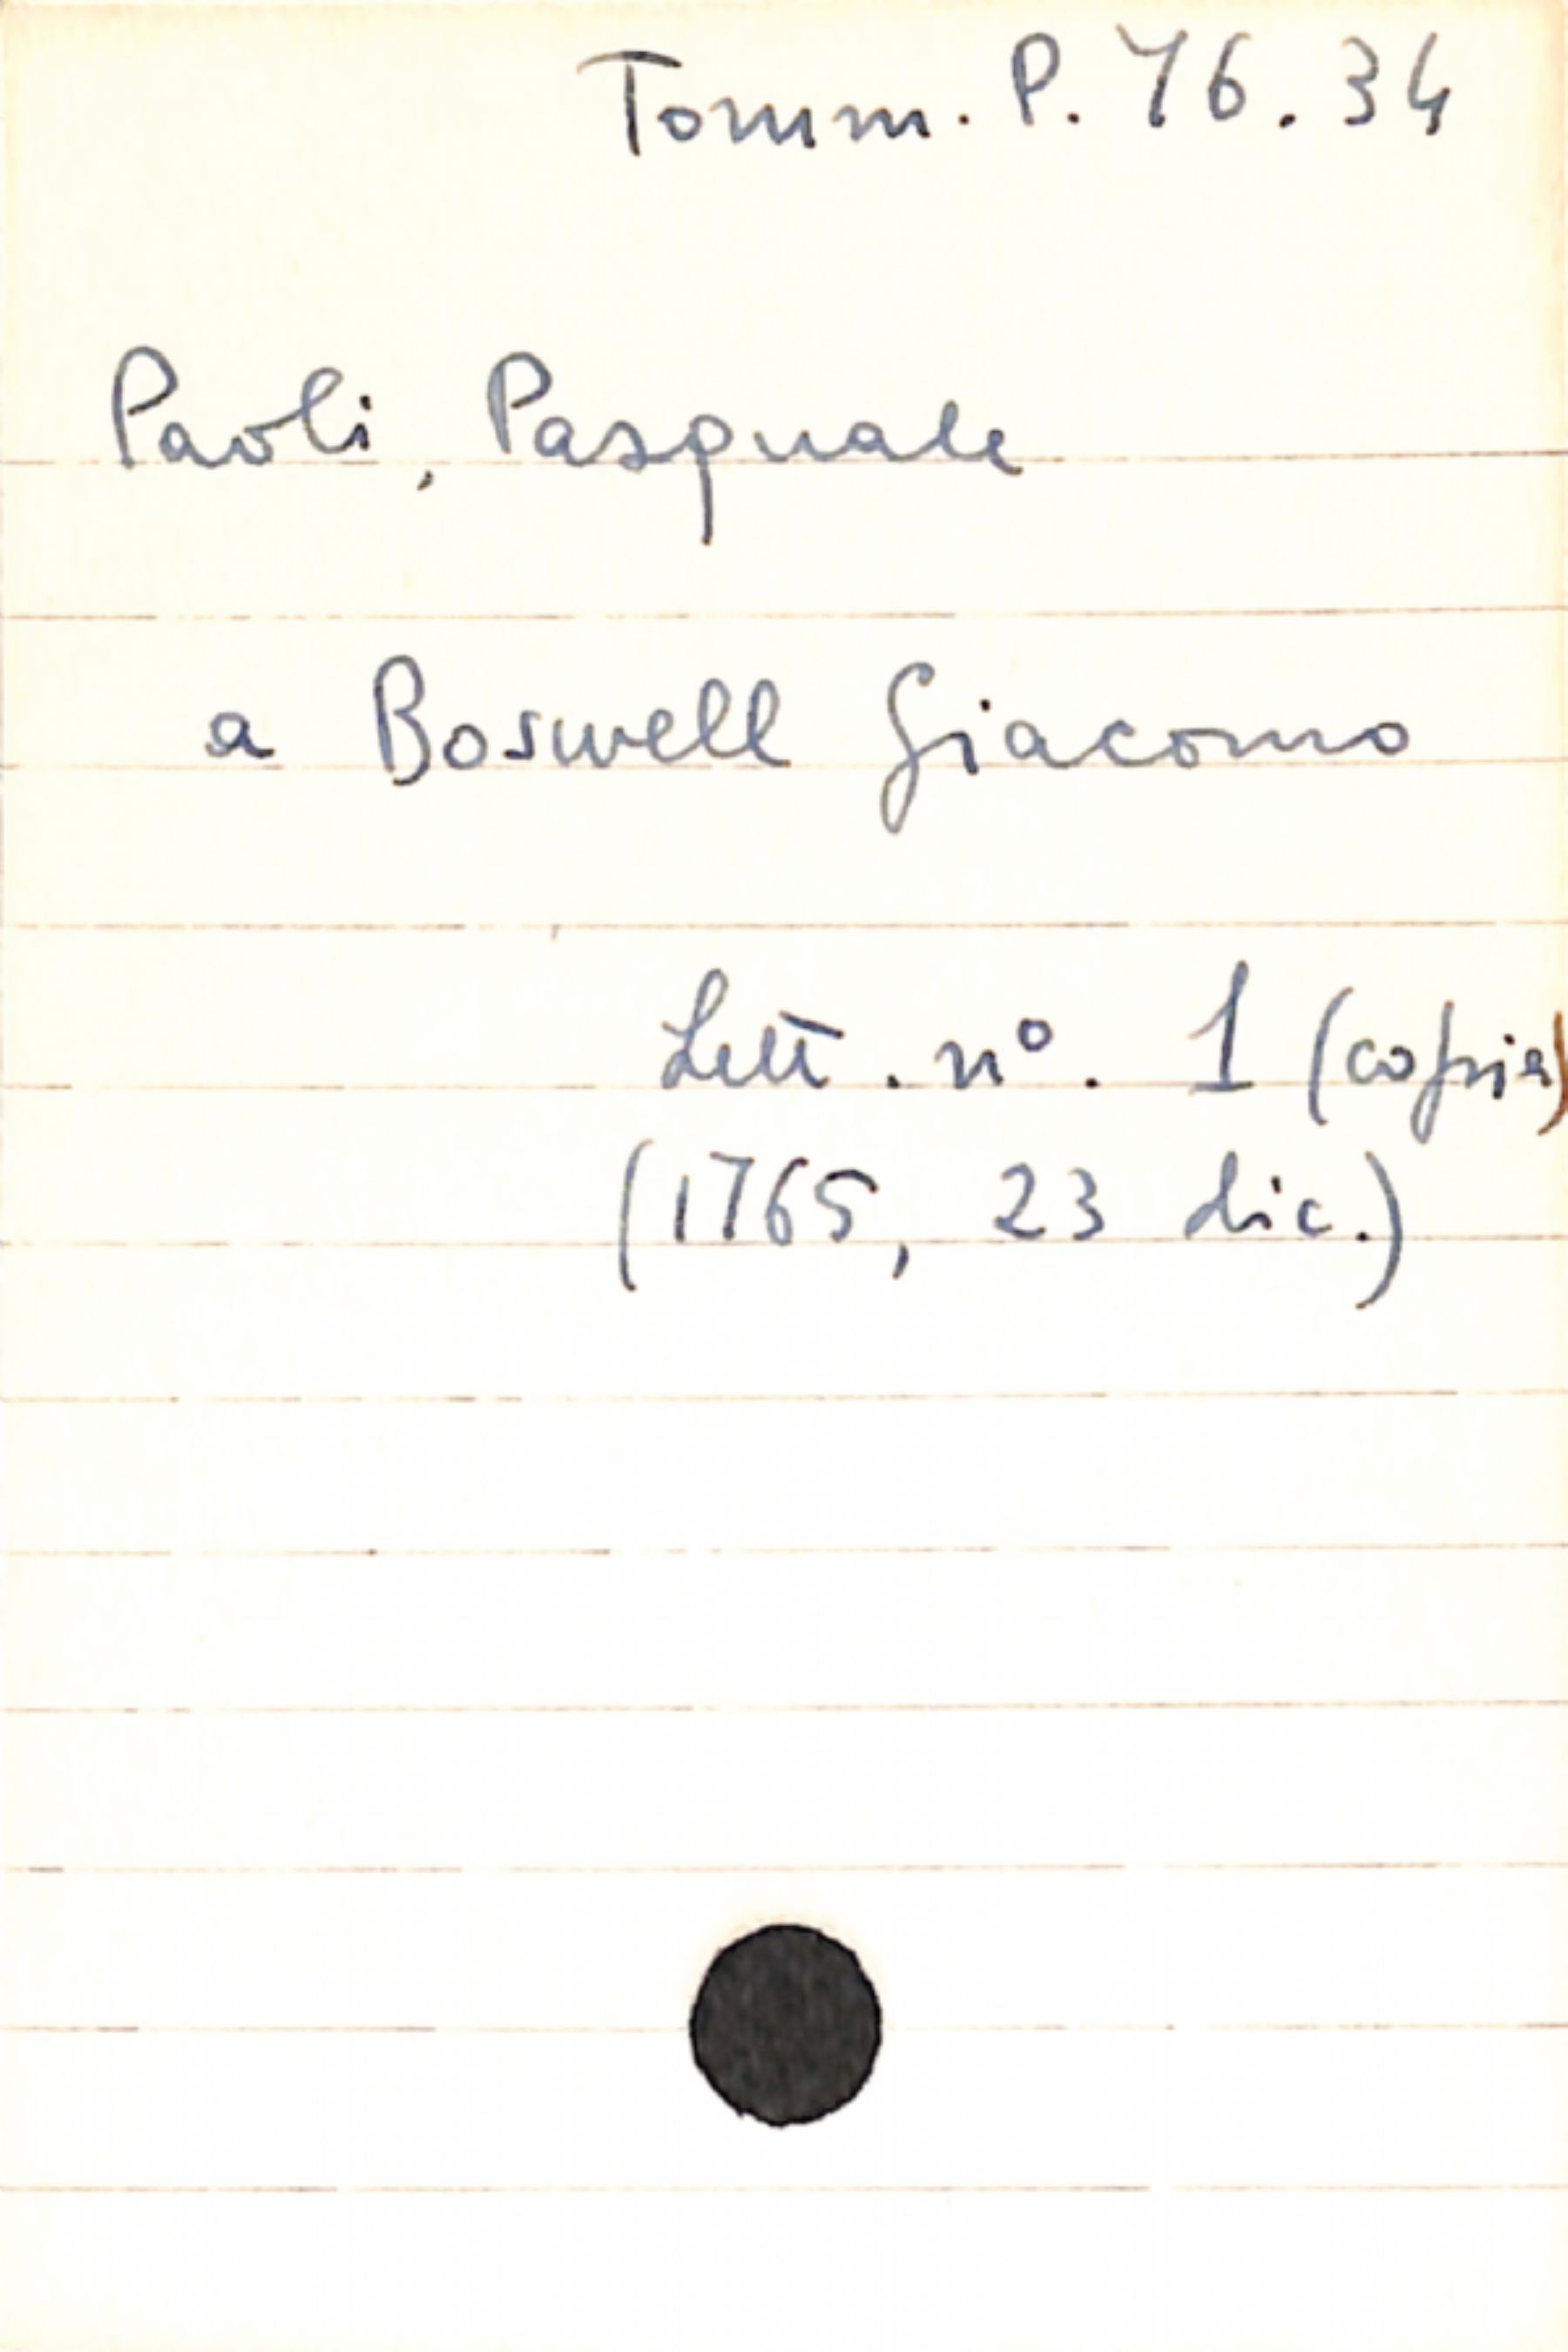 Tomm. P. 76. 34
Paoli, Pasquale
a Boswell Giacomo
Lett. n°. 1 (copia)
(1765, 23 dic.)